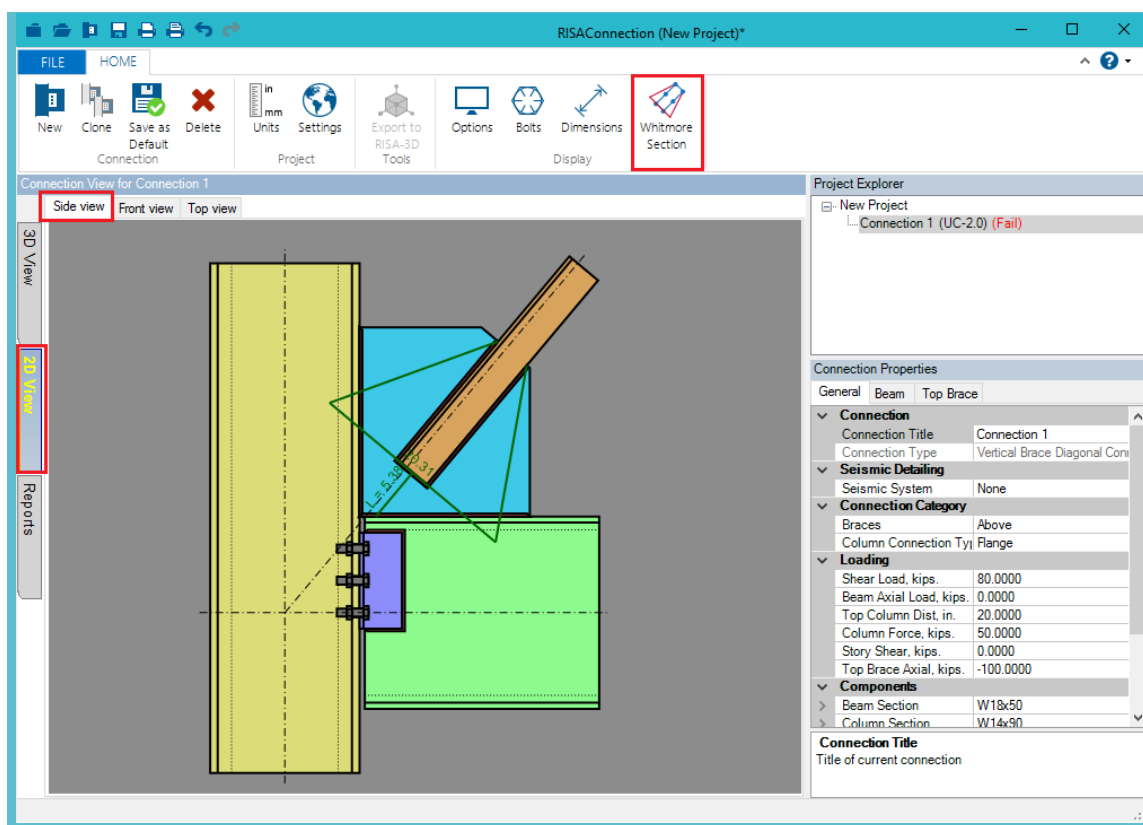 RISAConnection (New Project)*
FILE HOME
in
mm
New Clone Save as Default Delete Units Settings Export to RISA-3D Options Bolts Dimensions Whitmore Section
Connection Project Tools Display
Connection View for Connection 1
Side view Front view Top view
3D View
2D View
Reports
L = 5.38
Project Explorer
New Project
Connection 1 (UC-2.0) (Fail)
Connection Properties
General Beam Top Brace
Connection
Connection Title Connection 1
Connection Type Vertical Brace Diagonal Conn
Seismic Detailing
Seismic System None
Connection Category
Braces Above
Column Connection Typ Flange
Loading
Shear Load, kips. 80.0000
Beam Axial Load, kips. 0.0000
Top Column Dist, in. 20.0000
Column Force, kips. 50.0000
Story Shear, kips. 0.0000
Top Brace Axial, kips. -100.0000
Components
Beam Section W18x50
Column Section W14x90
Connection Title
Title of current connection